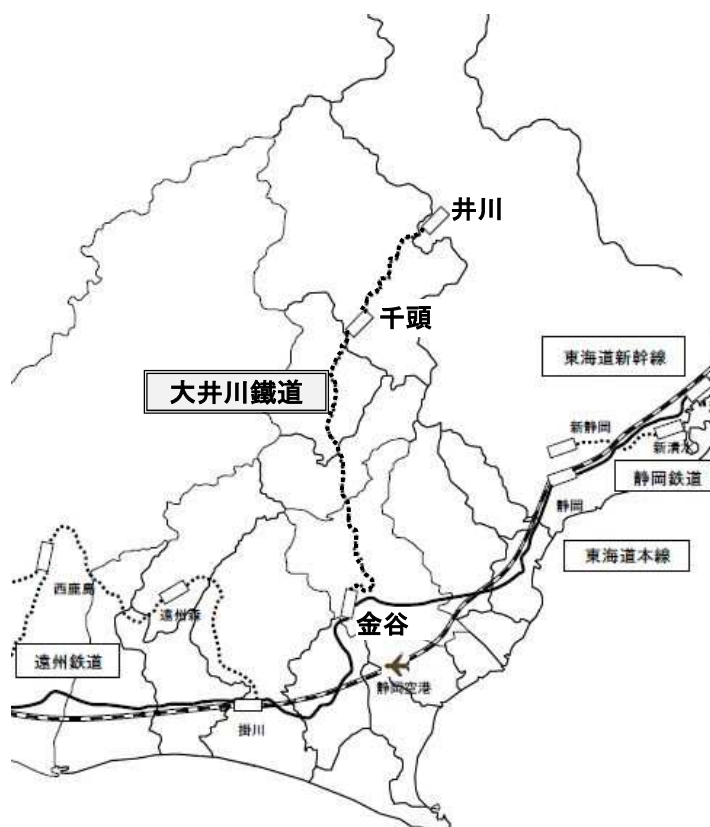 井川
千頭
東海道新幹線
大井川鐵道
新静岡
新清水
静岡鉄道
静岡
東海道本線
西鹿島
遠州森
金谷
遠州鉄道
静岡空港
掛川